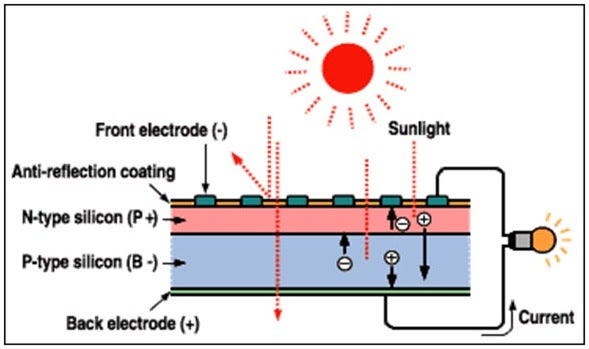 Front electrode (-)
Sunlight
Anti-reflection coating
N-type silicon (P+)
P-type silicon (B -)
Back electrode (+)
Current